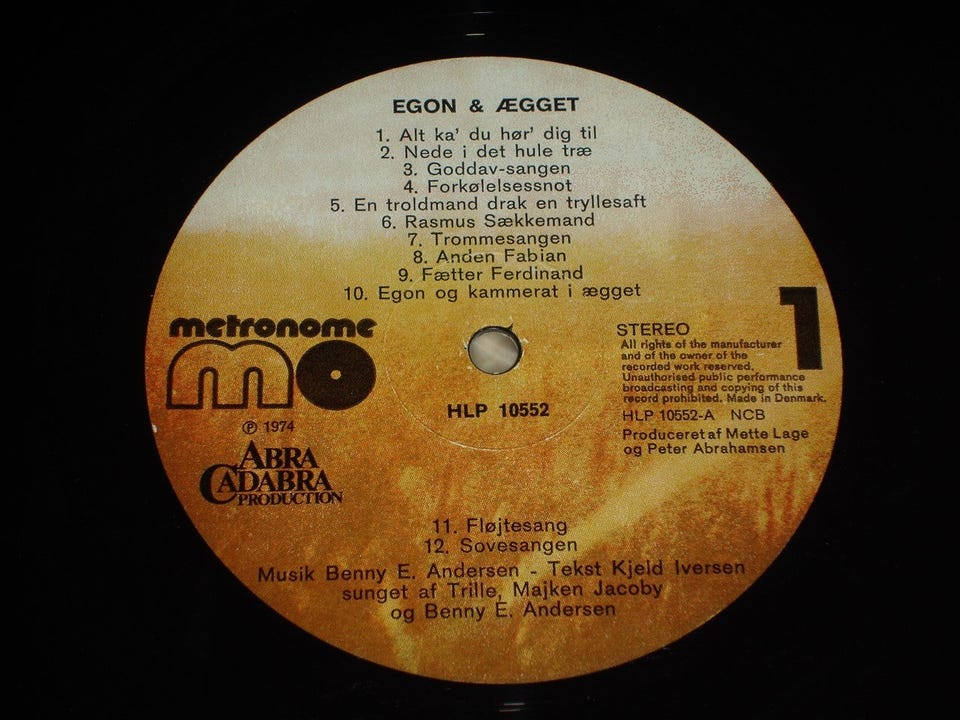 EGON & ÆGGET
1. Alt ka' du hør' dig til
2. Nede i det hule træ
3. Goddav-sangen
4. Forkølelsessnot
5. En troldmand drak en tryllesaft
6. Rasmus Sækkemand
7. Trommesangen
8. Anden Fabian
9. Fætter Ferdinand
10. Egon og kammerat i ægget
metronome
mo
HLP 10552
℗ 1974
ABRA
CADABRA
PRODUCTION
1
STEREO
All rights of the manufacturer
and of the owner of the
recorded work reserved.
Unauthorised public performance
broadcasting and copying of this
record prohibited. Made in Denmark.
HLP 10552-A NCB
Produceret af Mette Lage
og Peter Abrahamsen
11. Fløjtesang
12. Sovesangen
Musik Benny E. Andersen - Tekst Kjeld Iversen
sunget af Trille, Majken Jacoby
og Benny E. Andersen